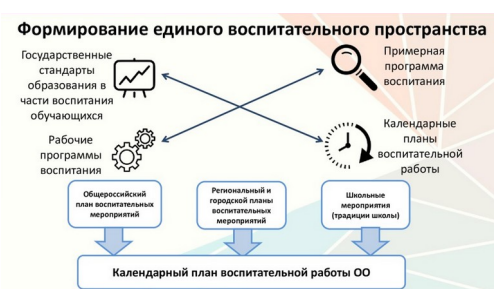 Формирование единого воспитательного пространства
Государственные
стандарты
образования в
части воспитания
обучающихся
Примерная
программа
воспитания
Рабочие
программы
воспитания
Календарные
планы
воспитательной
работы
Общероссийский
план воспитательных
мероприятий
Региональный и
городской планы
воспитательных
мероприятий
Школьные
мероприятия
(традиции школы)
Календарный план воспитательной работы ОО